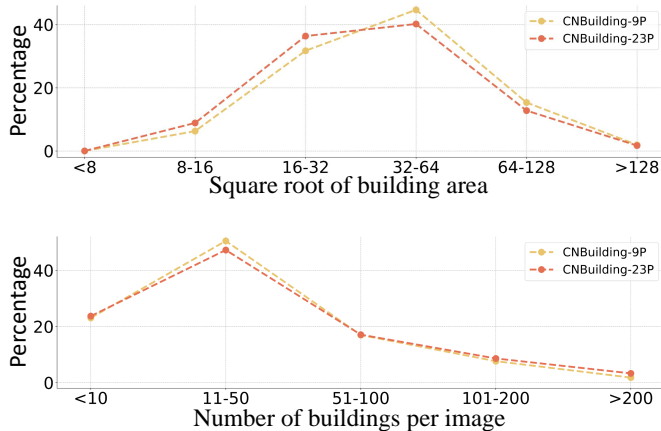 Percentage
40
20
0
CNBuilding-9P
CNBuilding-23P
<8 8-16 16-32 32-64 64-128 >128
Square root of building area
Percentage
40
20
0
CNBuilding-9P
CNBuilding-23P
<10 11-50 51-100 101-200 >200
Number of buildings per image